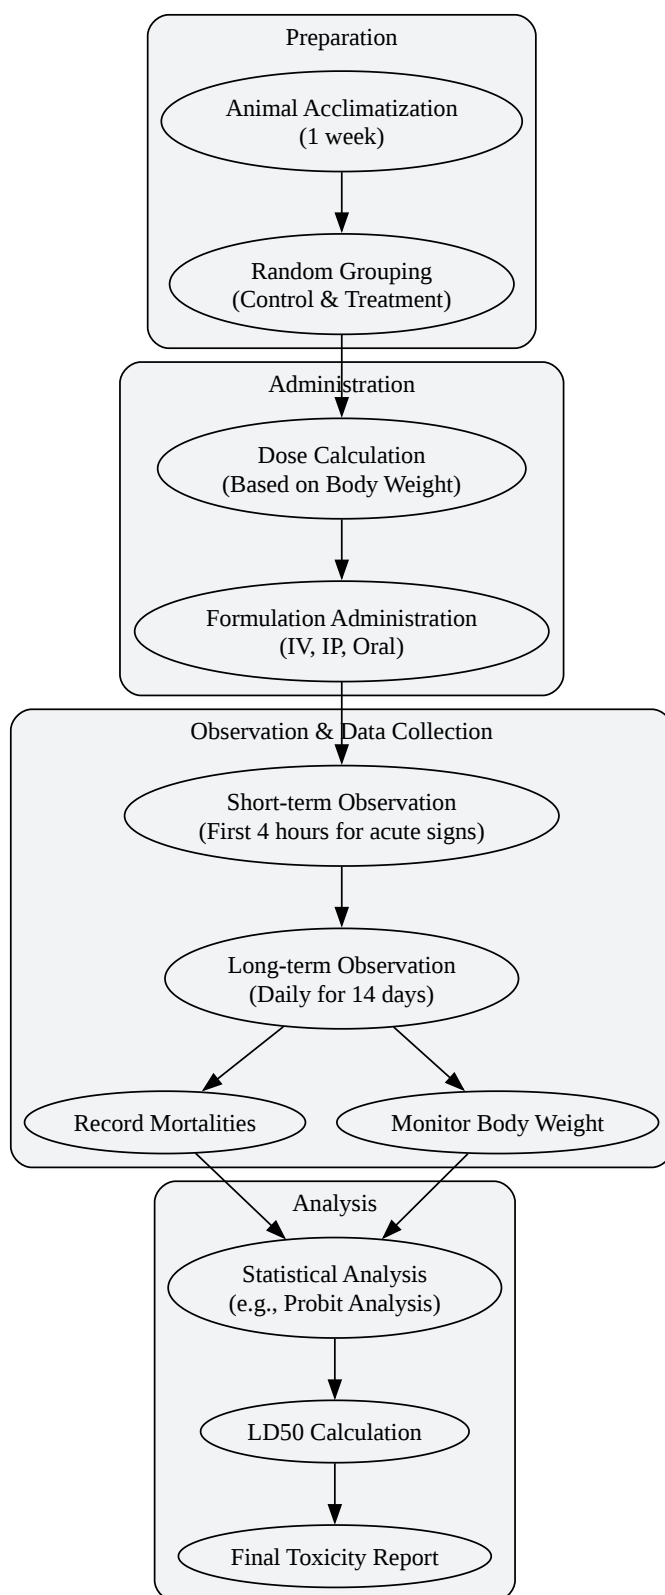 Preparation
Animal Acclimatization
(1 week)
Random Grouping
(Control & Treatment)
Administration
Dose Calculation
(Based on Body Weight)
Formulation Administration
(IV, IP, Oral)
Observation & Data Collection
Short-term Observation
(First 4 hours for acute signs)
Long-term Observation
(Daily for 14 days)
Record Mortalities
Monitor Body Weight
Analysis
Statistical Analysis
(e.g., Probit Analysis)
LD50 Calculation
Final Toxicity Report